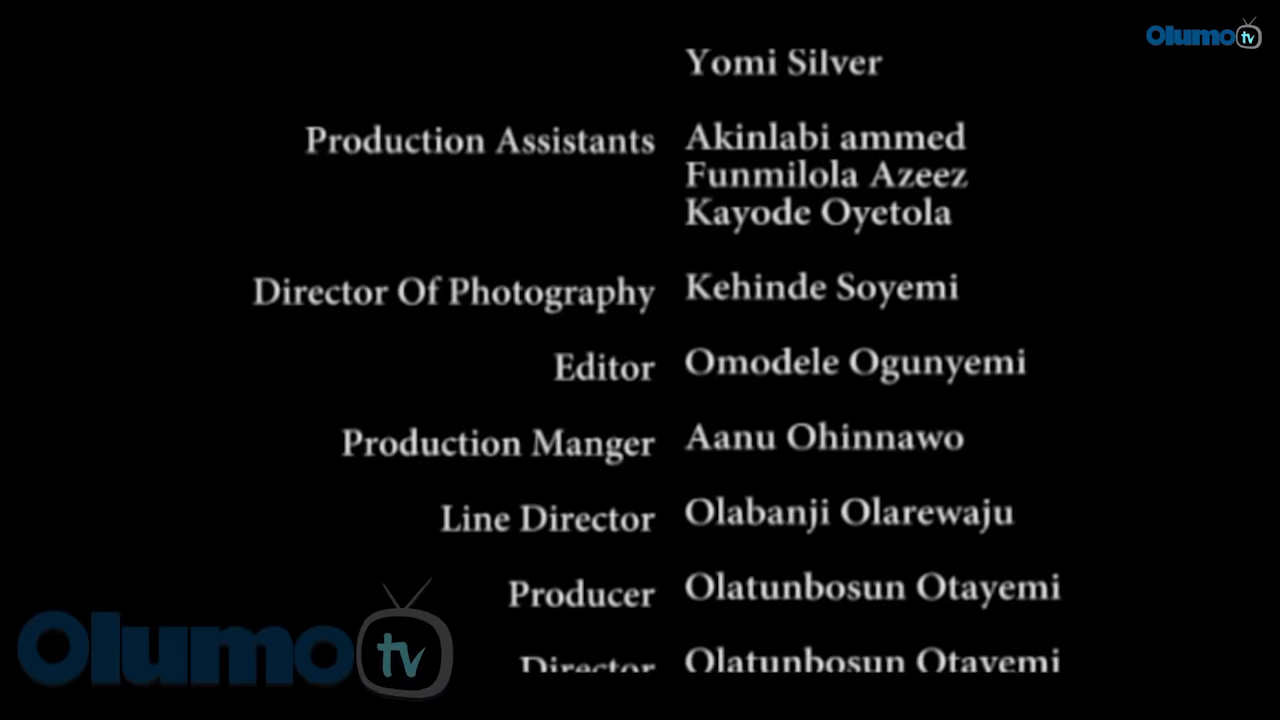 Olumo tv
Yomi Silver
Production Assistants Akinlabi ammed
Funmilola Azeez
Kayode Oyetola
Director Of Photography Kehinde Soyemi
Editor Omodele Ogunyemi
Production Manger Aanu Ohinnawo
Line Director Olabanji Olarewaju
Producer Olatunbosun Otayemi
Director Olatunbosun Otayemi
Olumo tv